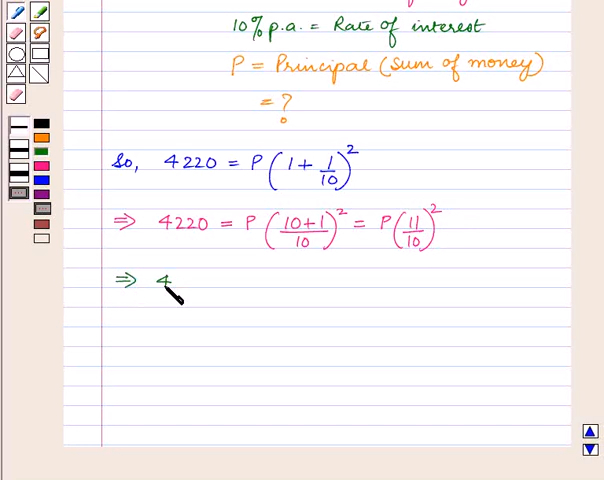 10% p.a. = Rate of interest
P = Principal (Sum of money)
= ?
So, 4220 = P (1 + 1/10)²
⇒ 4220 = P ((10+1)/10)² = P (11/10)²
⇒ 4